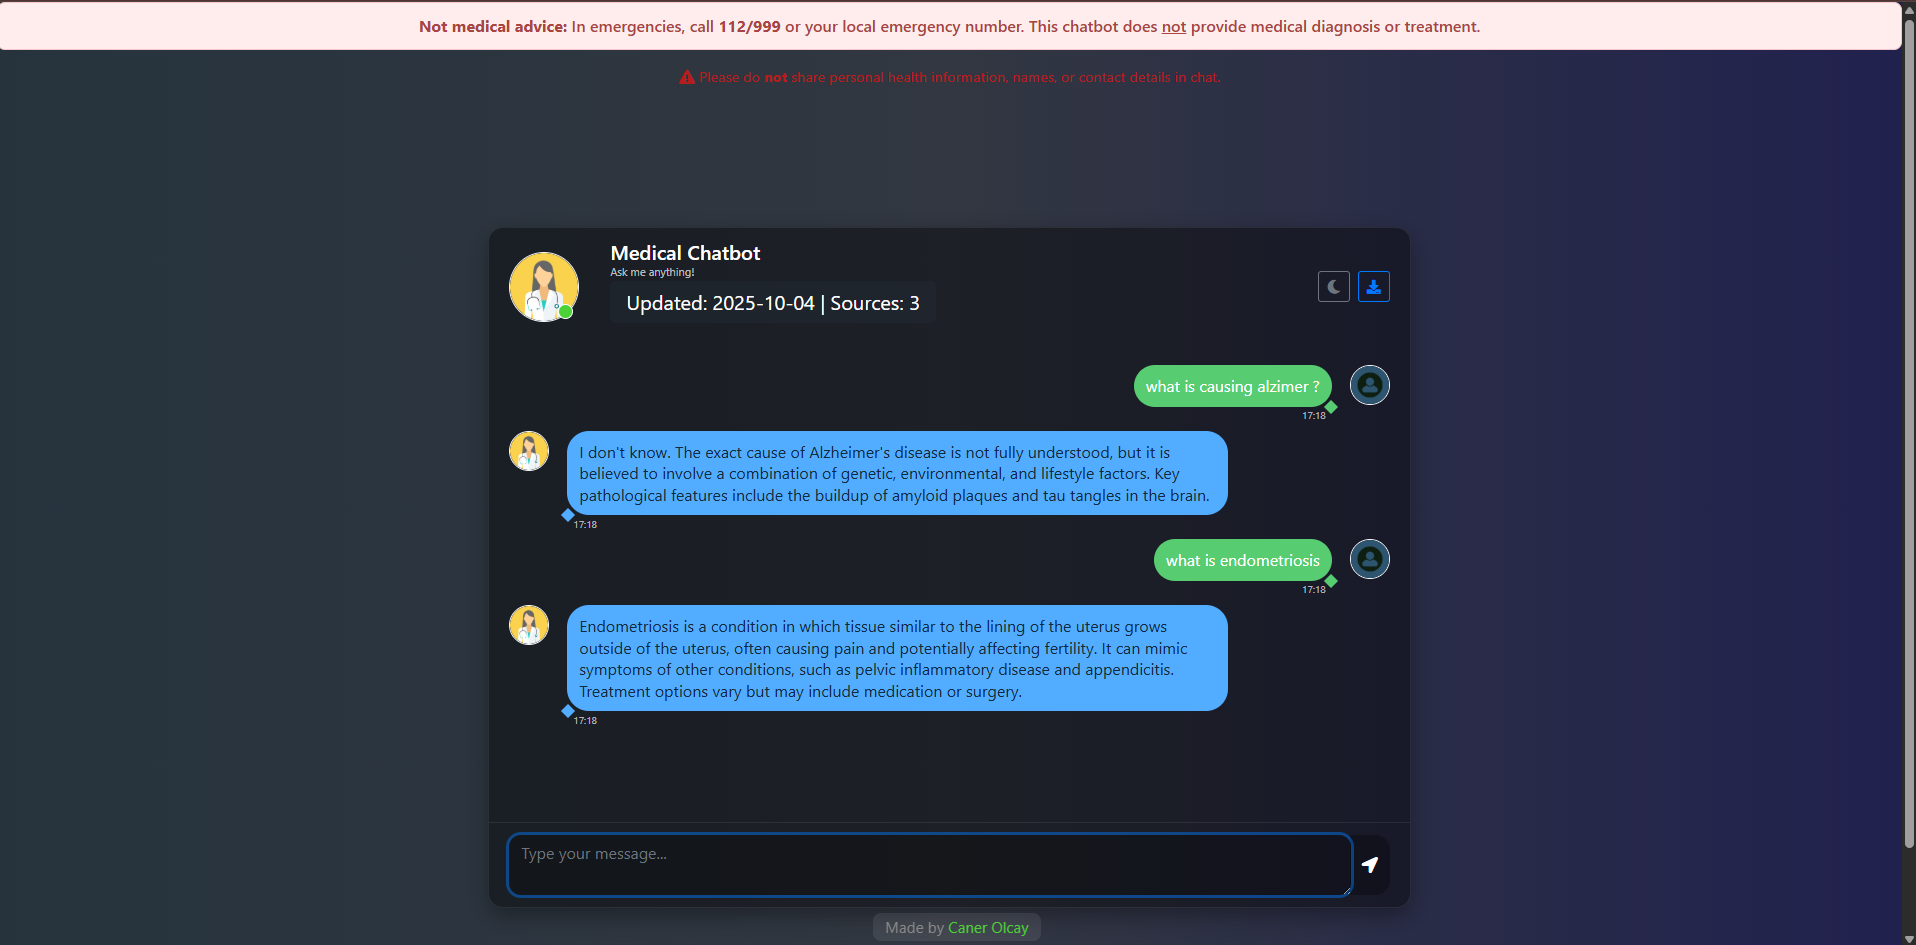 Not medical advice: In emergencies, call 112/999 or your local emergency number. This chatbot does not provide medical diagnosis or treatment.
Please do not share personal health information, names, or contact details in chat.
Medical Chatbot
Ask me anything!
Updated: 2025-10-04 | Sources: 3
what is causing alzimer ?
17:18
I don't know. The exact cause of Alzheimer's disease is not fully understood, but it is
believed to involve a combination of genetic, environmental, and lifestyle factors. Key
pathological features include the buildup of amyloid plaques and tau tangles in the brain.
17:18
what is endometriosis
17:18
Endometriosis is a condition in which tissue similar to the lining of the uterus grows
outside of the uterus, often causing pain and potentially affecting fertility. It can mimic
symptoms of other conditions, such as pelvic inflammatory disease and appendicitis.
Treatment options vary but may include medication or surgery.
17:18
Type your message...
Made by Caner Olcay